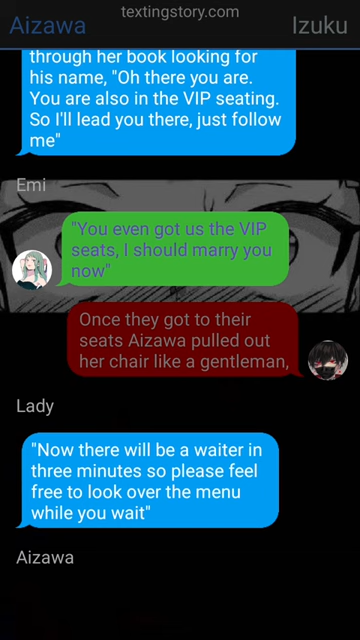 textingstory.com
Aizawa
Izuku
through her book looking for
his name, "Oh there you are.
You are also in the VIP seating.
So I'll lead you there, just follow
me"
Emi
"You even got us the VIP
seats, I should marry you
now"
Once they got to their
seats Aizawa pulled out
her chair like a gentleman,
Lady
"Now there will be a waiter in
three minutes so please feel
free to look over the menu
while you wait"
Aizawa